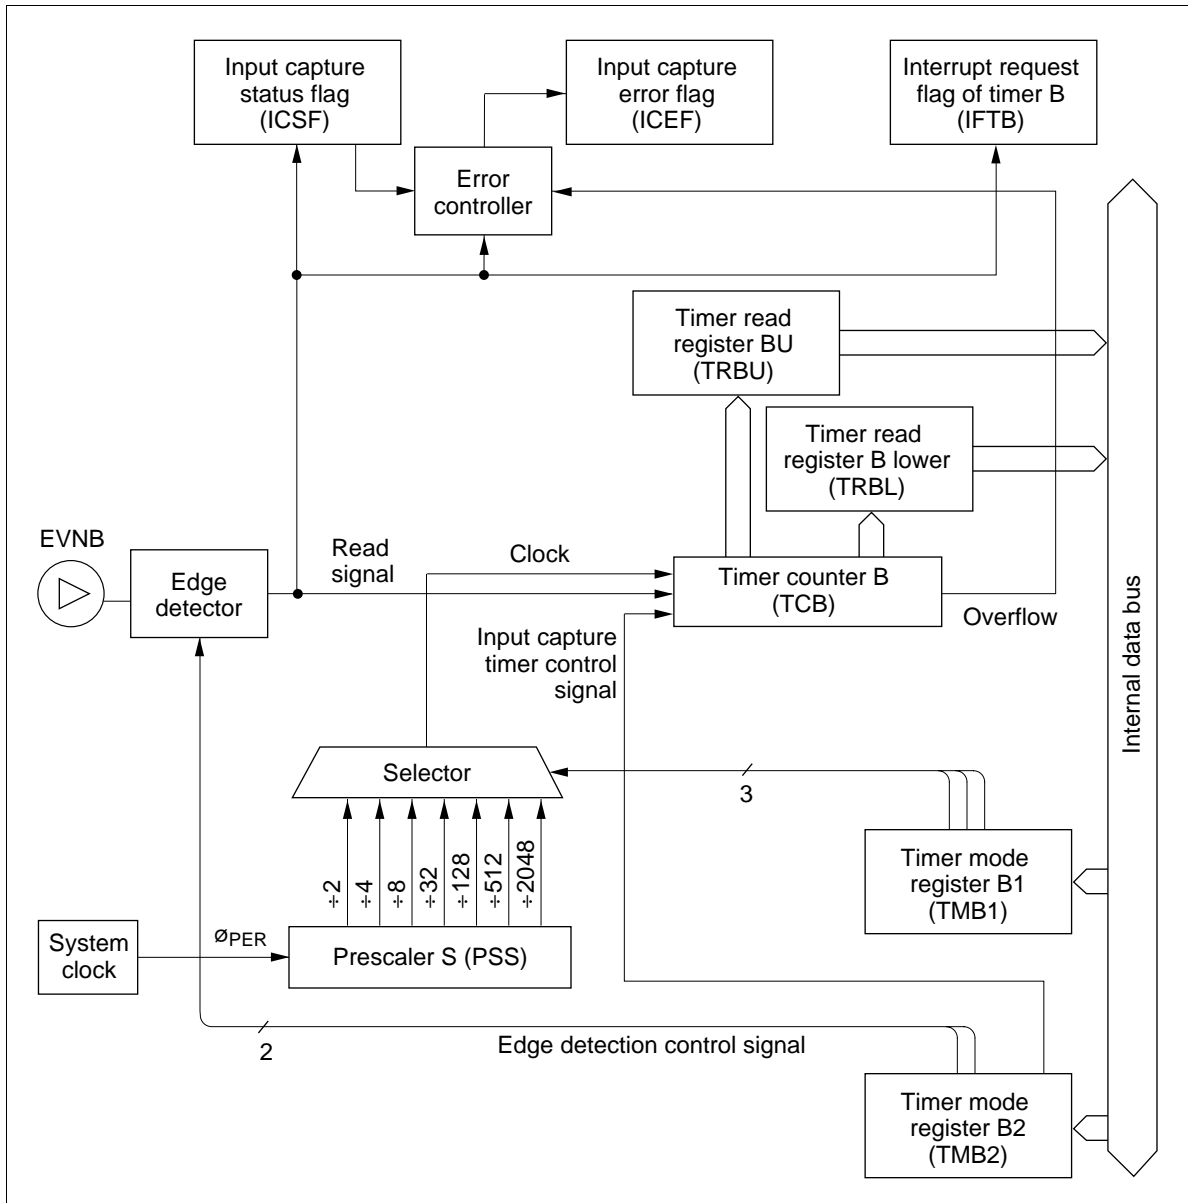 Input capture
status flag
(ICSF)
Input capture
error flag
(ICEF)
Interrupt request
flag of timer B
(IFTB)
Error
controller
Timer read
register BU
(TRBU)
Timer read
register B lower
(TRBL)
EVNB
Edge
detector
Read
signal
Clock
Timer counter B
(TCB)
Overflow
Input capture
timer control
signal
Internal data bus
Selector
3
÷2
÷4
÷8
÷32
÷128
÷512
÷2048
Timer mode
register B1
(TMB1)
System
clock
øPER
Prescaler S (PSS)
2
Edge detection control signal
Timer mode
register B2
(TMB2)